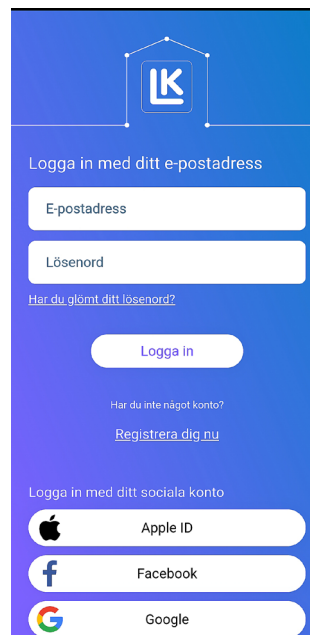 LK
Logga in med ditt e-postadress
E-postadress
Lösenord
Har du glömt ditt lösenord?
Logga in
Har du inte något konto?
Registrera dig nu
Logga in med ditt sociala konto
Apple ID
Facebook
Google